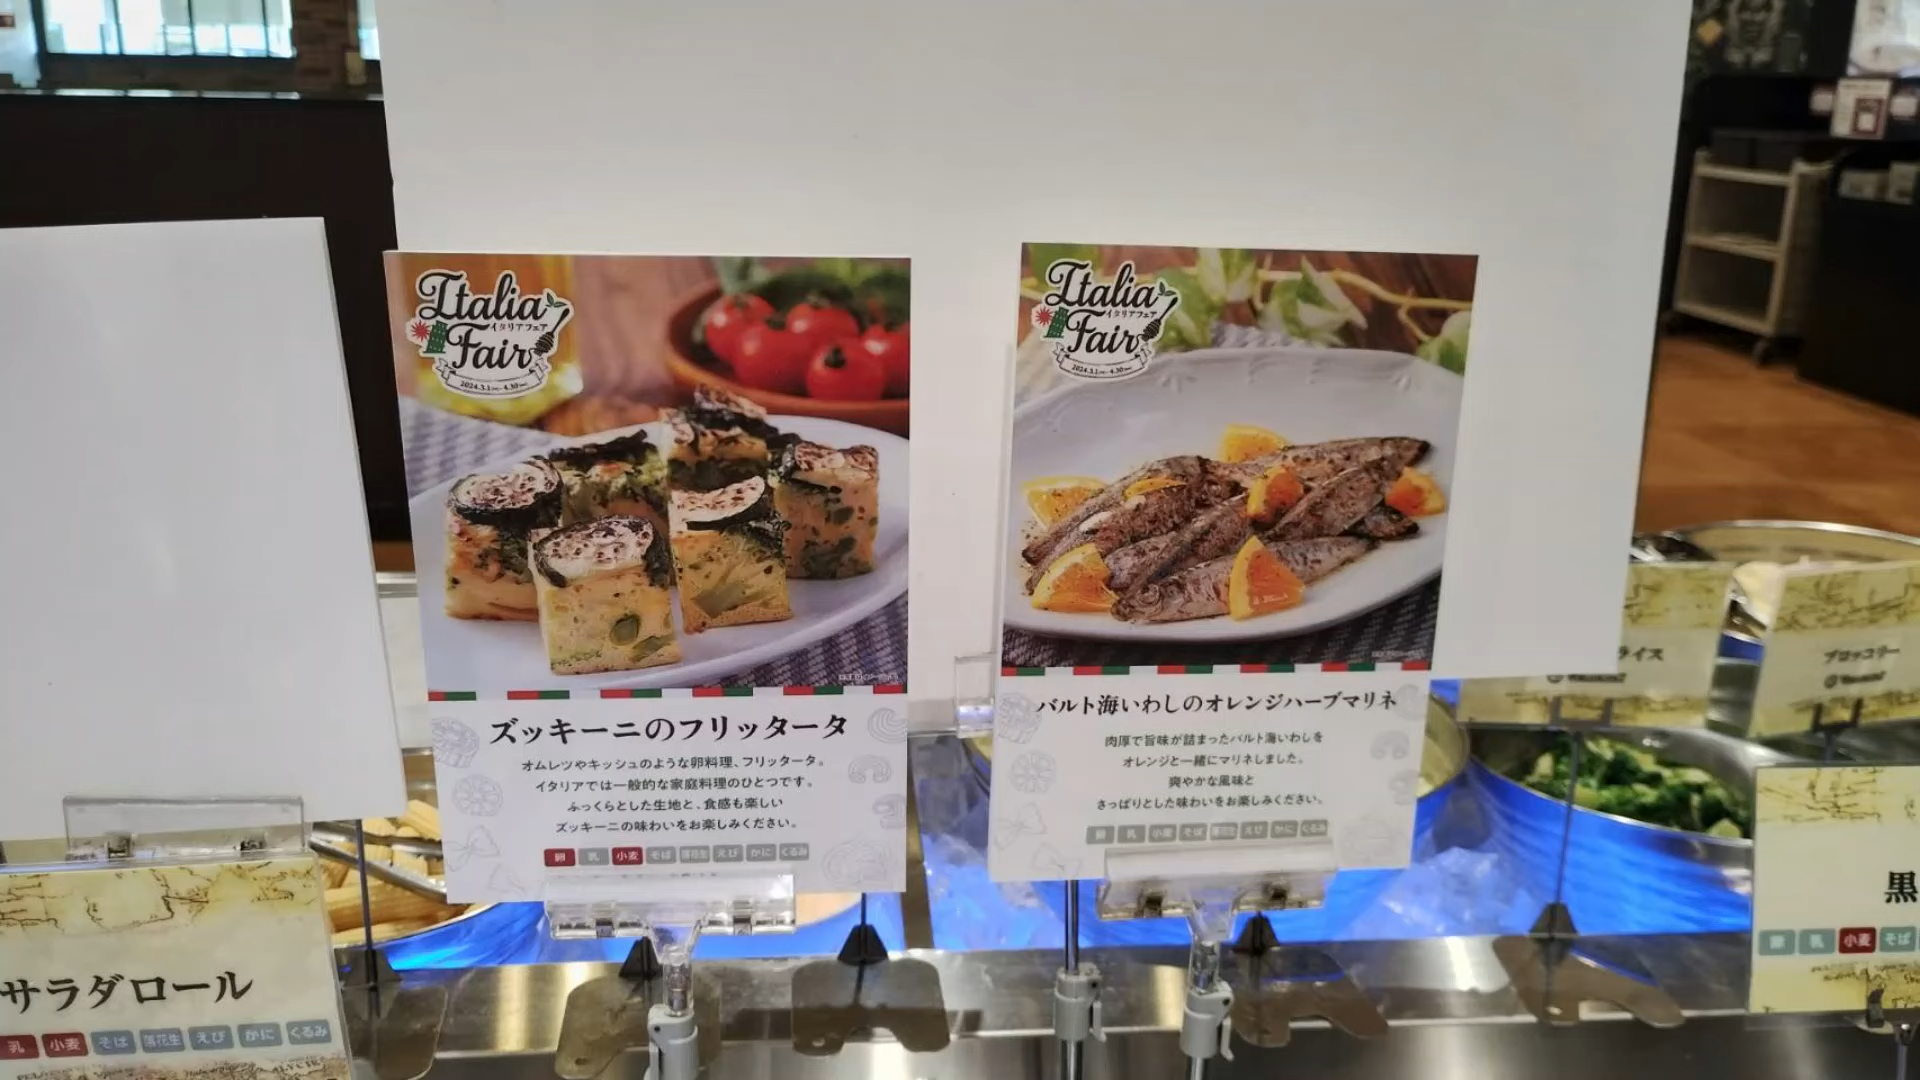 Italia
イタリアフェア
Fair
2024.3.1 4.30
ズッキーニのフリッタータ
オムレツやキッシュのような卵料理、フリッタータ。
イタリアでは一般的な家庭料理のひとつです。
ふっくらとした生地と、食感も楽しい
ズッキーニの味わいをお楽しみください。
卵 乳 小麦 そば 落花生 えび かに くるみ
Italia
イタリアフェア
Fair
2024.3.1 4.30
バルト海いわしのオレンジハーブマリネ
肉厚で旨味が詰まったバルト海いわしを
オレンジと一緒にマリネしました。
爽やかな風味と
さっぱりとした味わいをお楽しみください。
卵 乳 小麦 そば 落花生 えび かに くるみ
サラダロール
乳 小麦 そば 落花生 えび かに くるみ
ライス
ブロッコリー
黒
卵 乳 小麦 そば